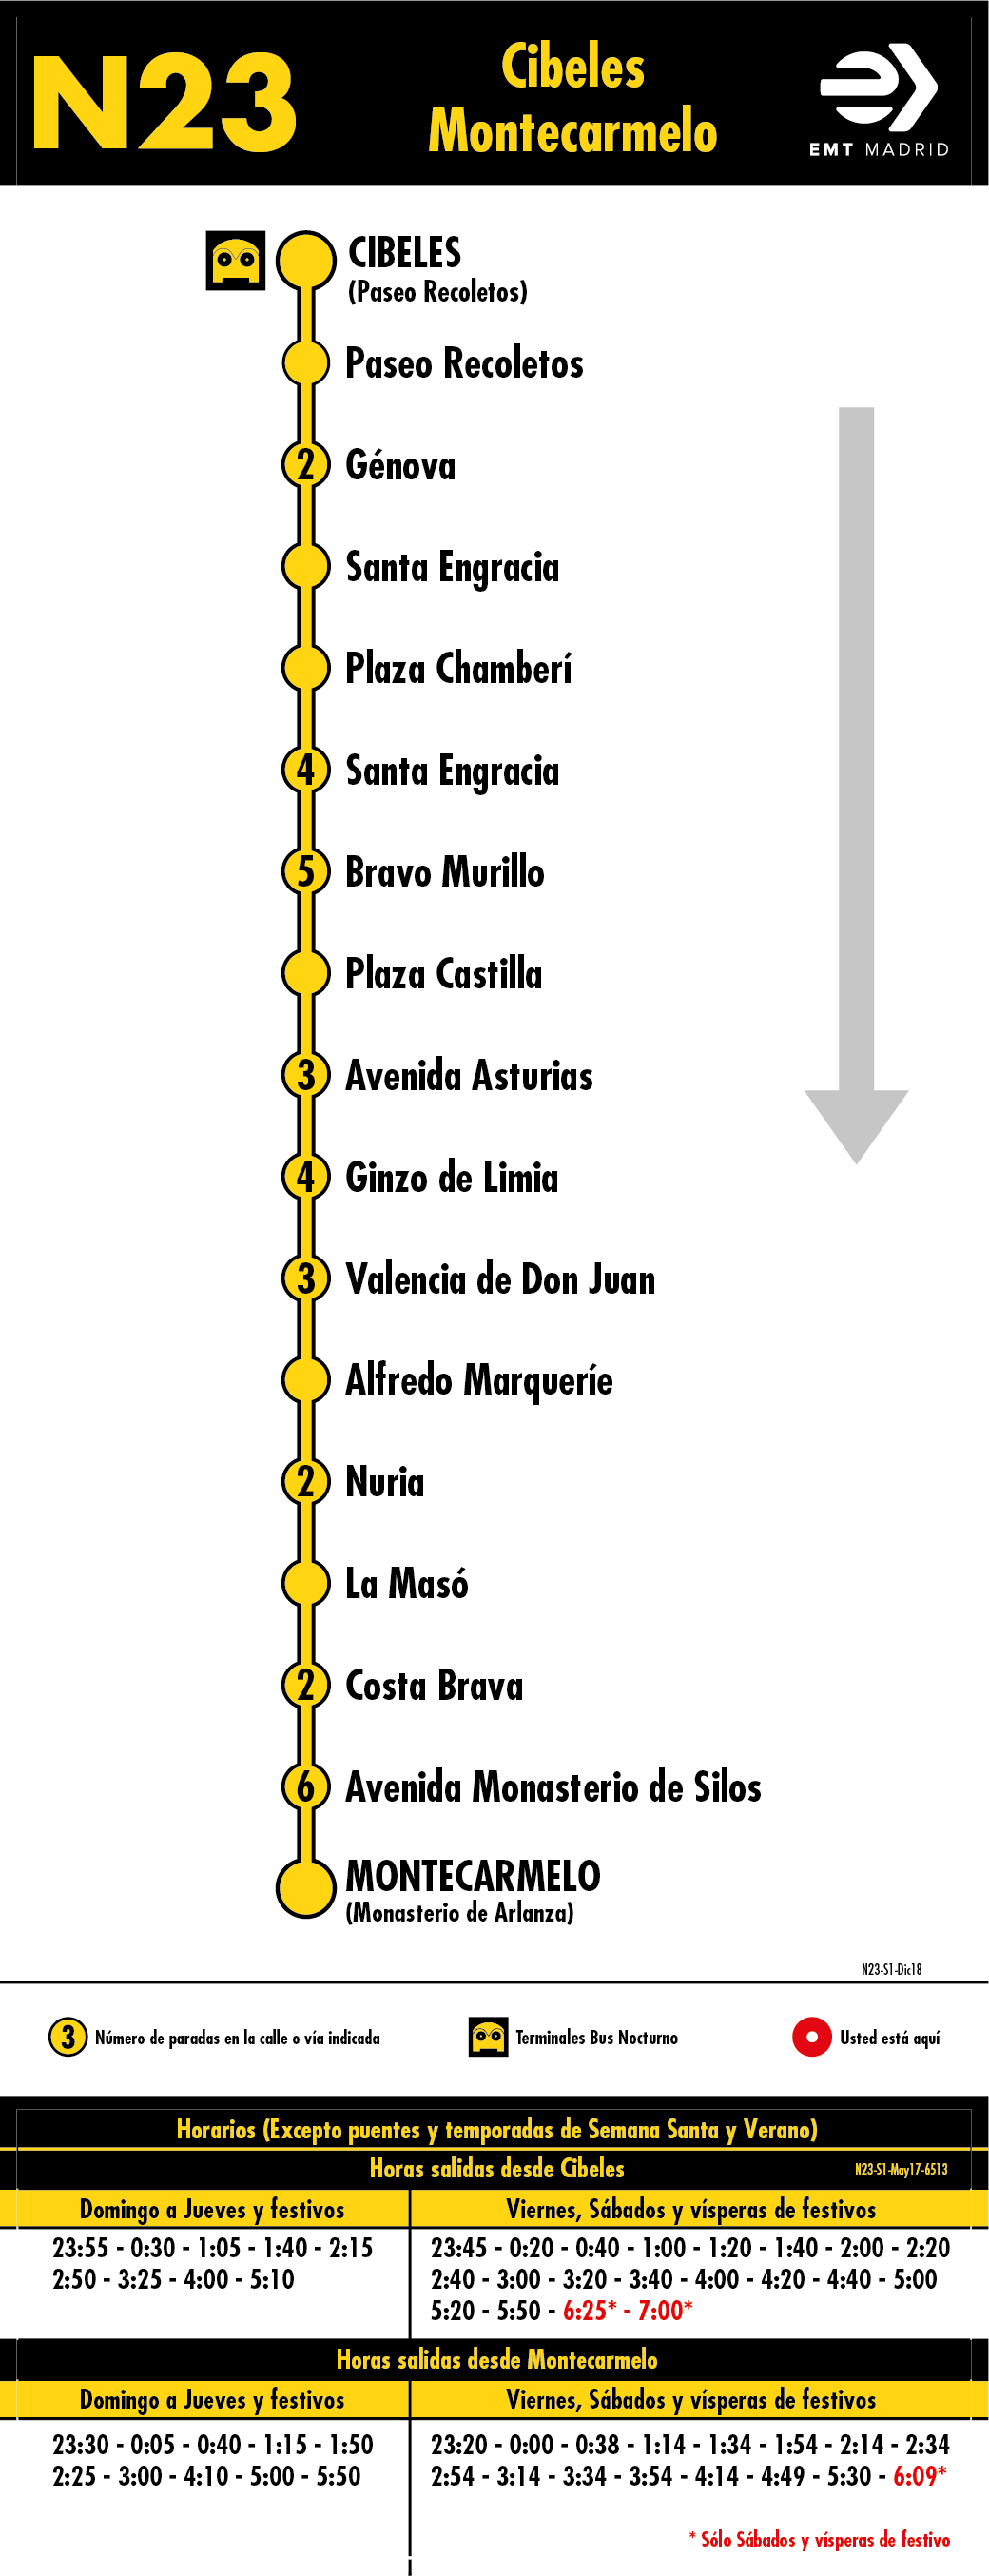 N23
Cibeles
Montecarmelo
EMT MADRID
CIBELES
(Paseo Recoletos)
Paseo Recoletos
2 Génova
Santa Engracia
Plaza Chamberí
4 Santa Engracia
5 Bravo Murillo
Plaza Castilla
3 Avenida Asturias
4 Ginzo de Limia
3 Valencia de Don Juan
Alfredo Marqueríe
2 Nuria
La Masó
2 Costa Brava
6 Avenida Monasterio de Silos
MONTECARMELO
(Monasterio de Arlanza)
N23-S1-Dic18
3 Número de paradas en la calle o vía indicada
Terminales Bus Nocturno
Usted está aquí
Horarios (Excepto puentes y temporadas de Semana Santa y Verano)
Horas salidas desde Cibeles
N23-S1-May17-6513
Domingo a Jueves y festivos
23:55 - 0:30 - 1:05 - 1:40 - 2:15
2:50 - 3:25 - 4:00 - 5:10
Viernes, Sábados y vísperas de festivos
23:45 - 0:20 - 0:40 - 1:00 - 1:20 - 1:40 - 2:00 - 2:20
2:40 - 3:00 - 3:20 - 3:40 - 4:00 - 4:20 - 4:40 - 5:00
5:20 - 5:50 - 6:25* - 7:00*
Horas salidas desde Montecarmelo
Domingo a Jueves y festivos
23:30 - 0:05 - 0:40 - 1:15 - 1:50
2:25 - 3:00 - 4:10 - 5:00 - 5:50
Viernes, Sábados y vísperas de festivos
23:20 - 0:00 - 0:38 - 1:14 - 1:34 - 1:54 - 2:14 - 2:34
2:54 - 3:14 - 3:34 - 3:54 - 4:14 - 4:49 - 5:30 - 6:09*
* Sólo Sábados y vísperas de festivo